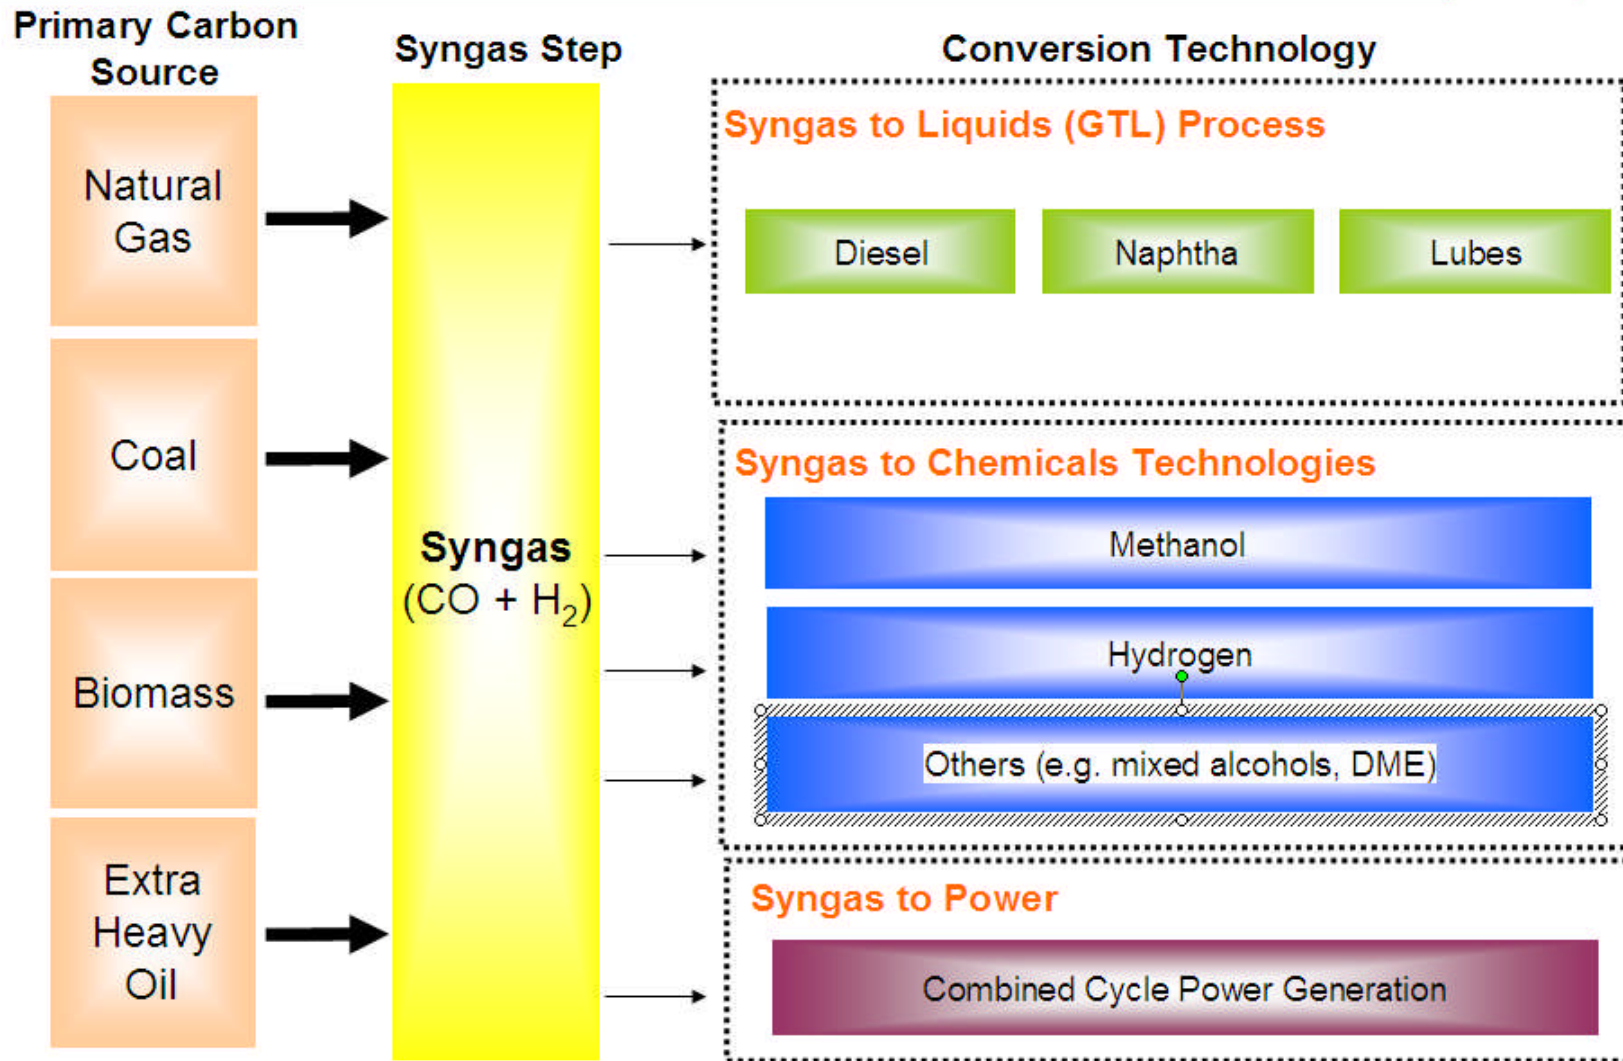 Primary Carbon
Source
Syngas Step
Conversion Technology
Natural
Gas
Coal
Biomass
Extra
Heavy
Oil
Syngas
(CO + H₂)
Syngas to Liquids (GTL) Process
Diesel
Naphtha
Lubes
Syngas to Chemicals Technologies
Methanol
Hydrogen
Others (e.g. mixed alcohols, DME)
Syngas to Power
Combined Cycle Power Generation